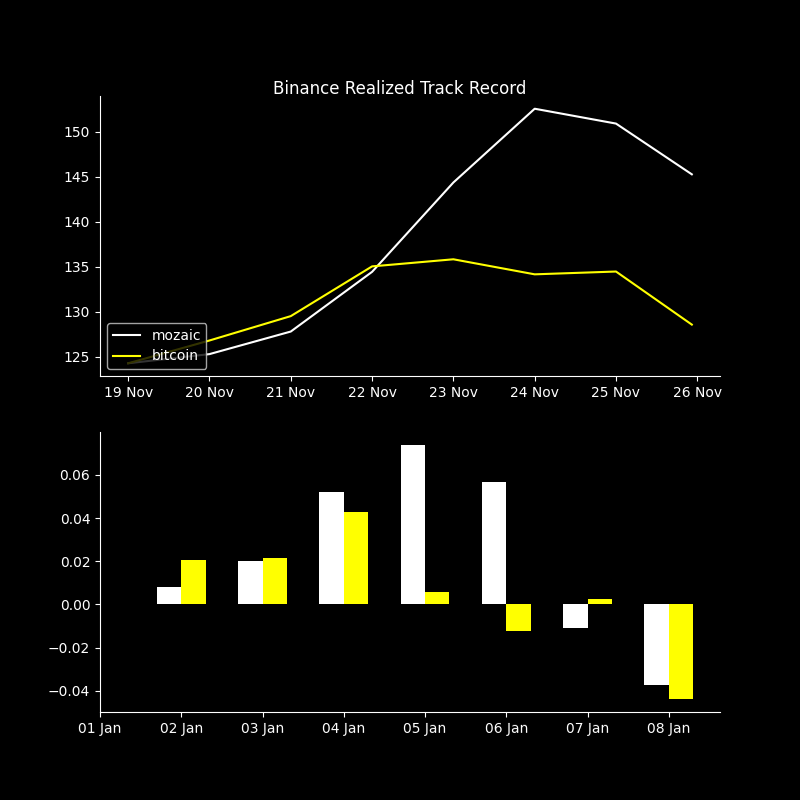 Binance Realized Track Record
150
145
140
135
130
125
mozaic
bitcoin
19 Nov 20 Nov 21 Nov 22 Nov 23 Nov 24 Nov 25 Nov 26 Nov
0.06
0.04
0.02
0.00
−0.02
−0.04
01 Jan 02 Jan 03 Jan 04 Jan 05 Jan 06 Jan 07 Jan 08 Jan